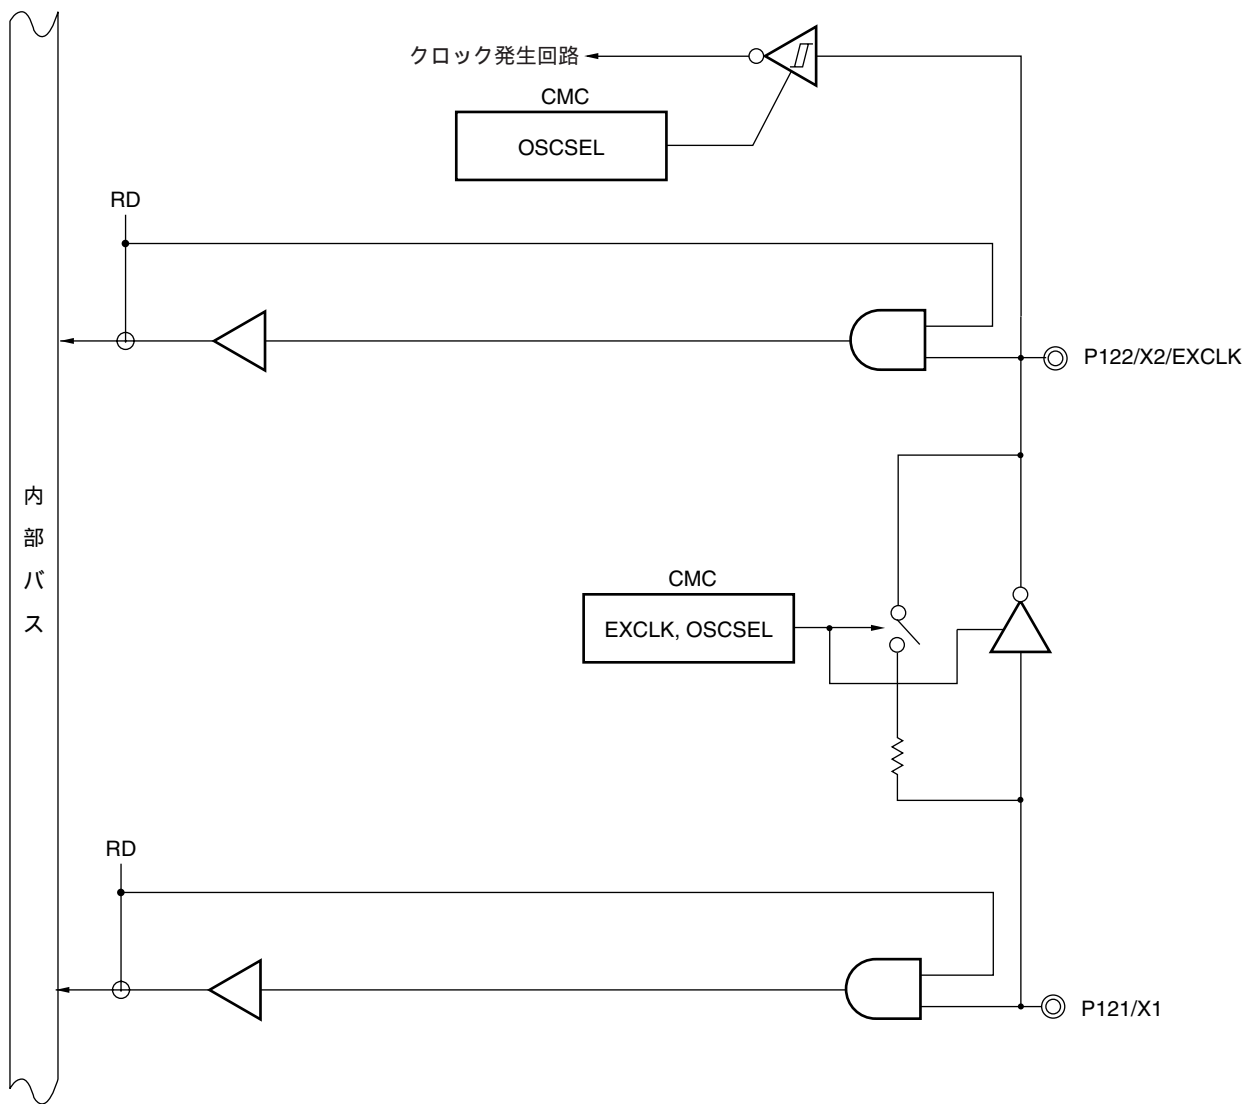 クロック発生回路
CMC
OSCSEL
RD
P122/X2/EXCLK
内部バス
CMC
EXCLK, OSCSEL
RD
P121/X1